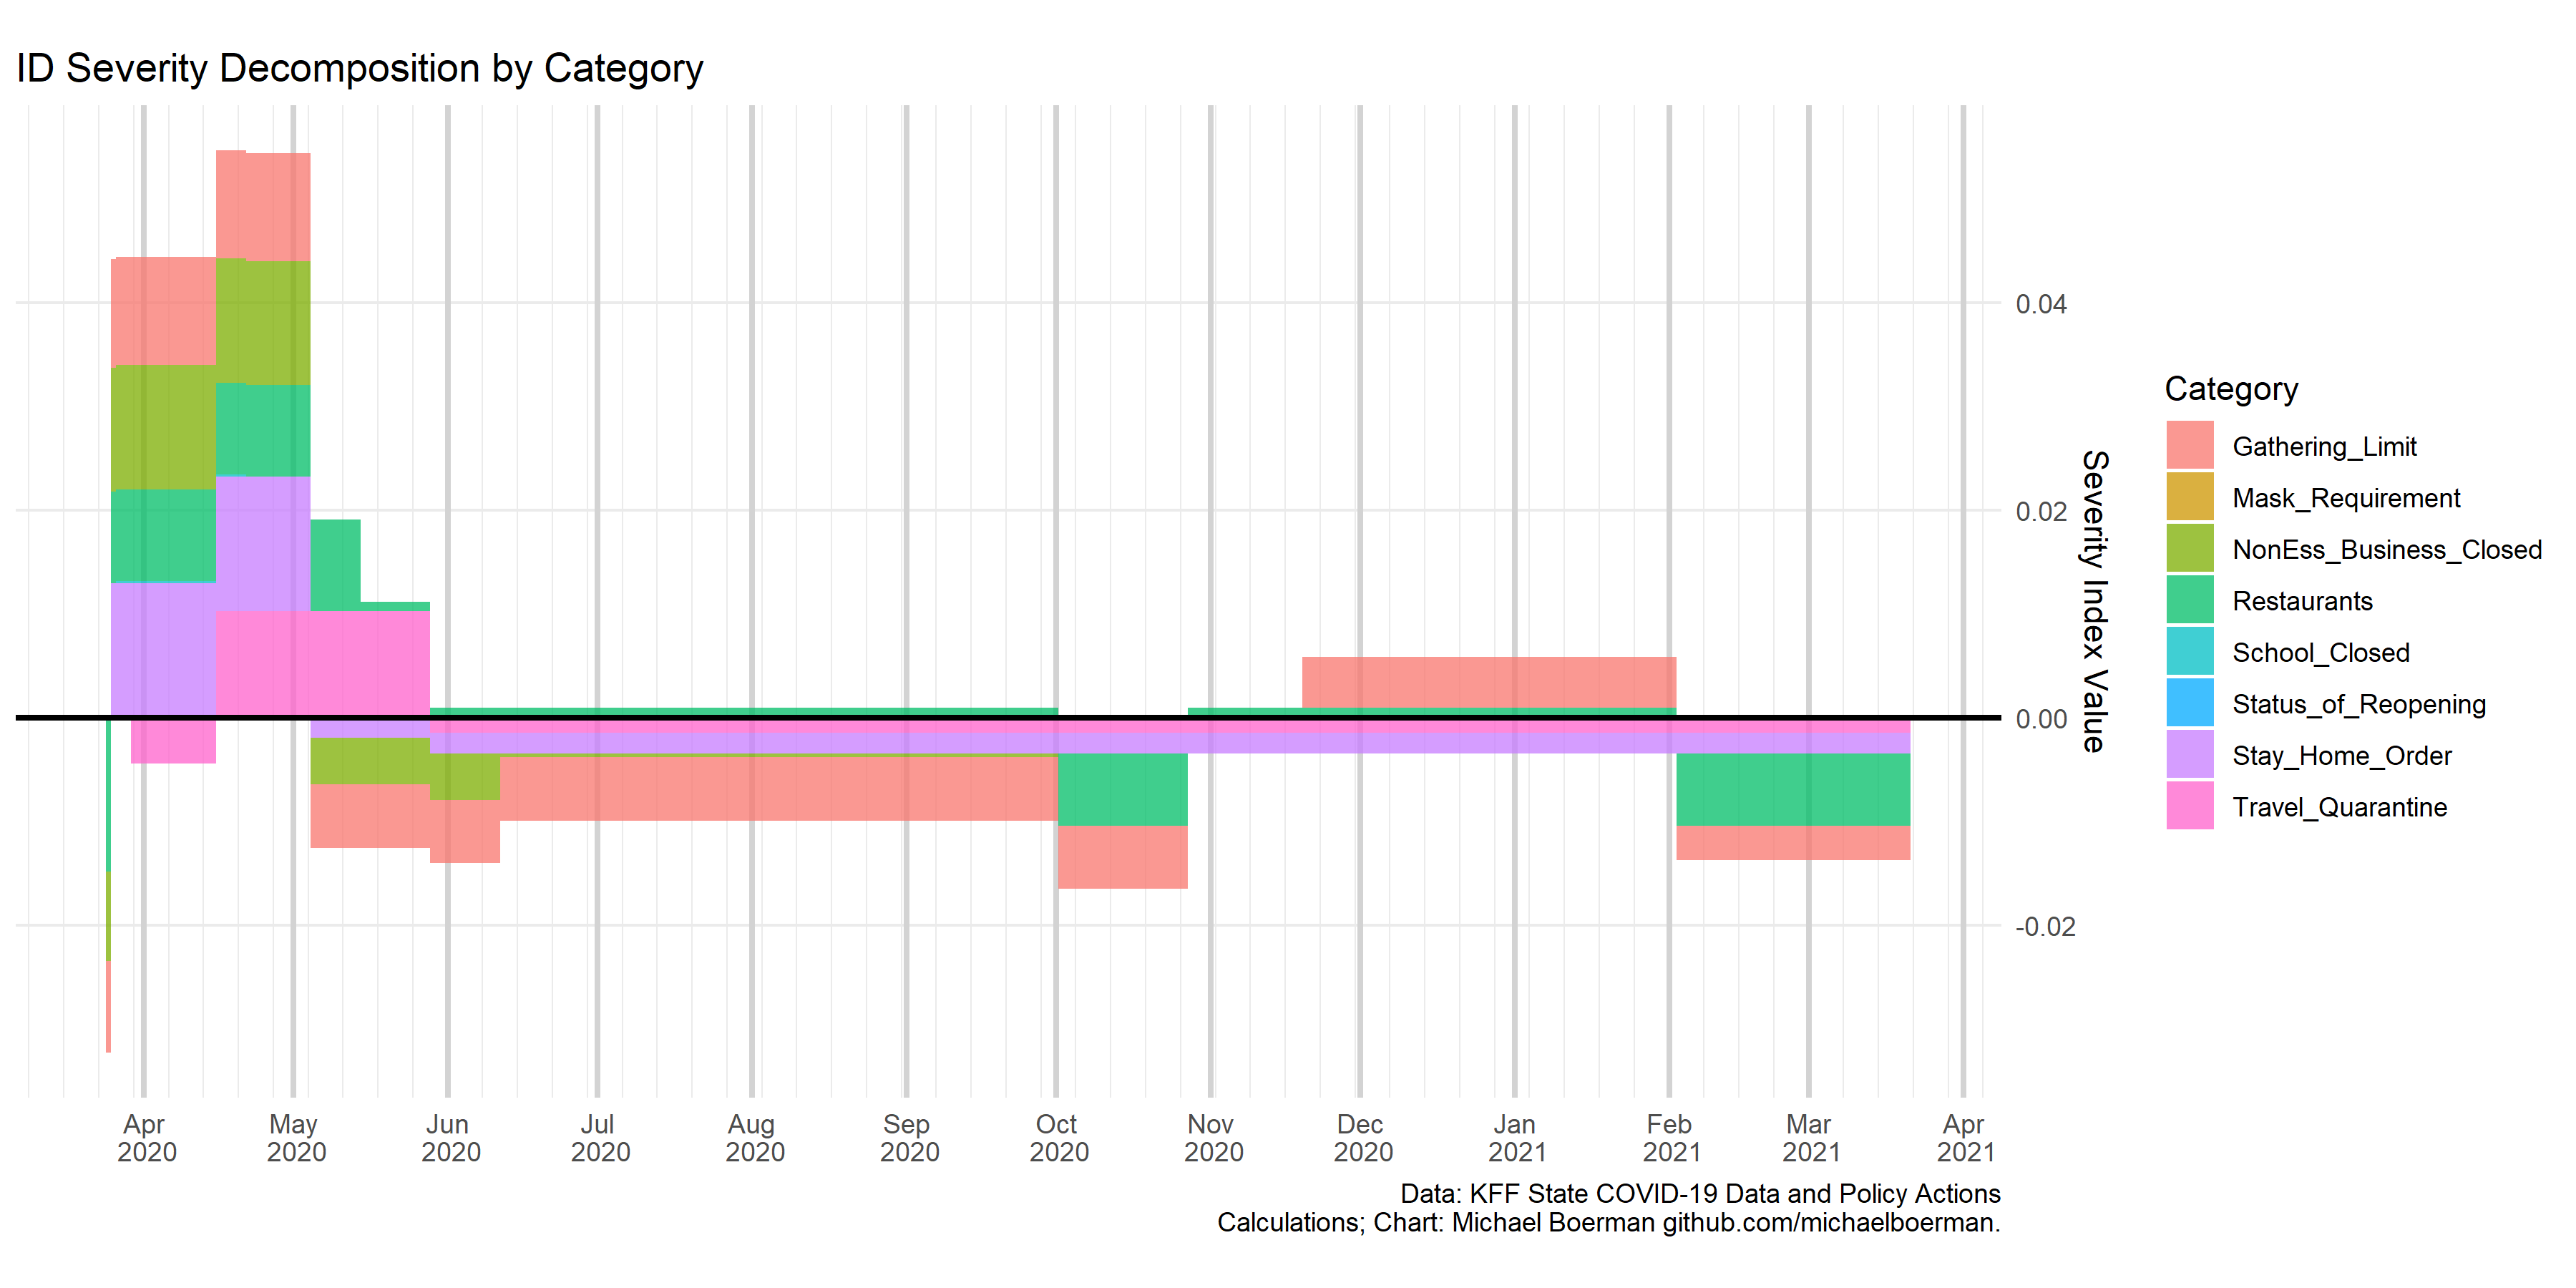 ID Severity Decomposition by Category
0.04
0.02
0.00
-0.02
Severity Index Value
Apr 2020
May 2020
Jun 2020
Jul 2020
Aug 2020
Sep 2020
Oct 2020
Nov 2020
Dec 2020
Jan 2021
Feb 2021
Mar 2021
Apr 2021
Category
Gathering_Limit
Mask_Requirement
NonEss_Business_Closed
Restaurants
School_Closed
Status_of_Reopening
Stay_Home_Order
Travel_Quarantine
Data: KFF State COVID-19 Data and Policy Actions
Calculations; Chart: Michael Boerman github.com/michaelboerman.